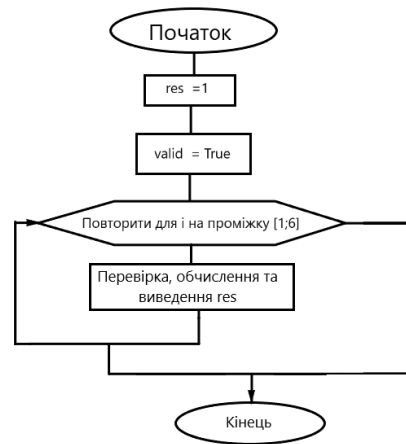 Початок
res =1
valid = True
Повторити для і на проміжку [1;6]
Перевірка, обчислення та
виведення res
Кінець